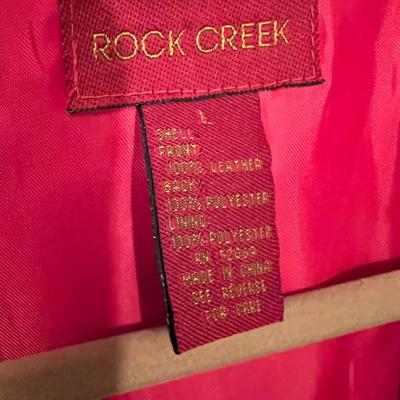 ROCK CREEK
L
SHELL
FRONT:
100% LEATHER
BACK:
100% POLYESTER
LINING:
100% POLYESTER
RN
MADE IN CHINA
SEE REVERSE
FOR CARE